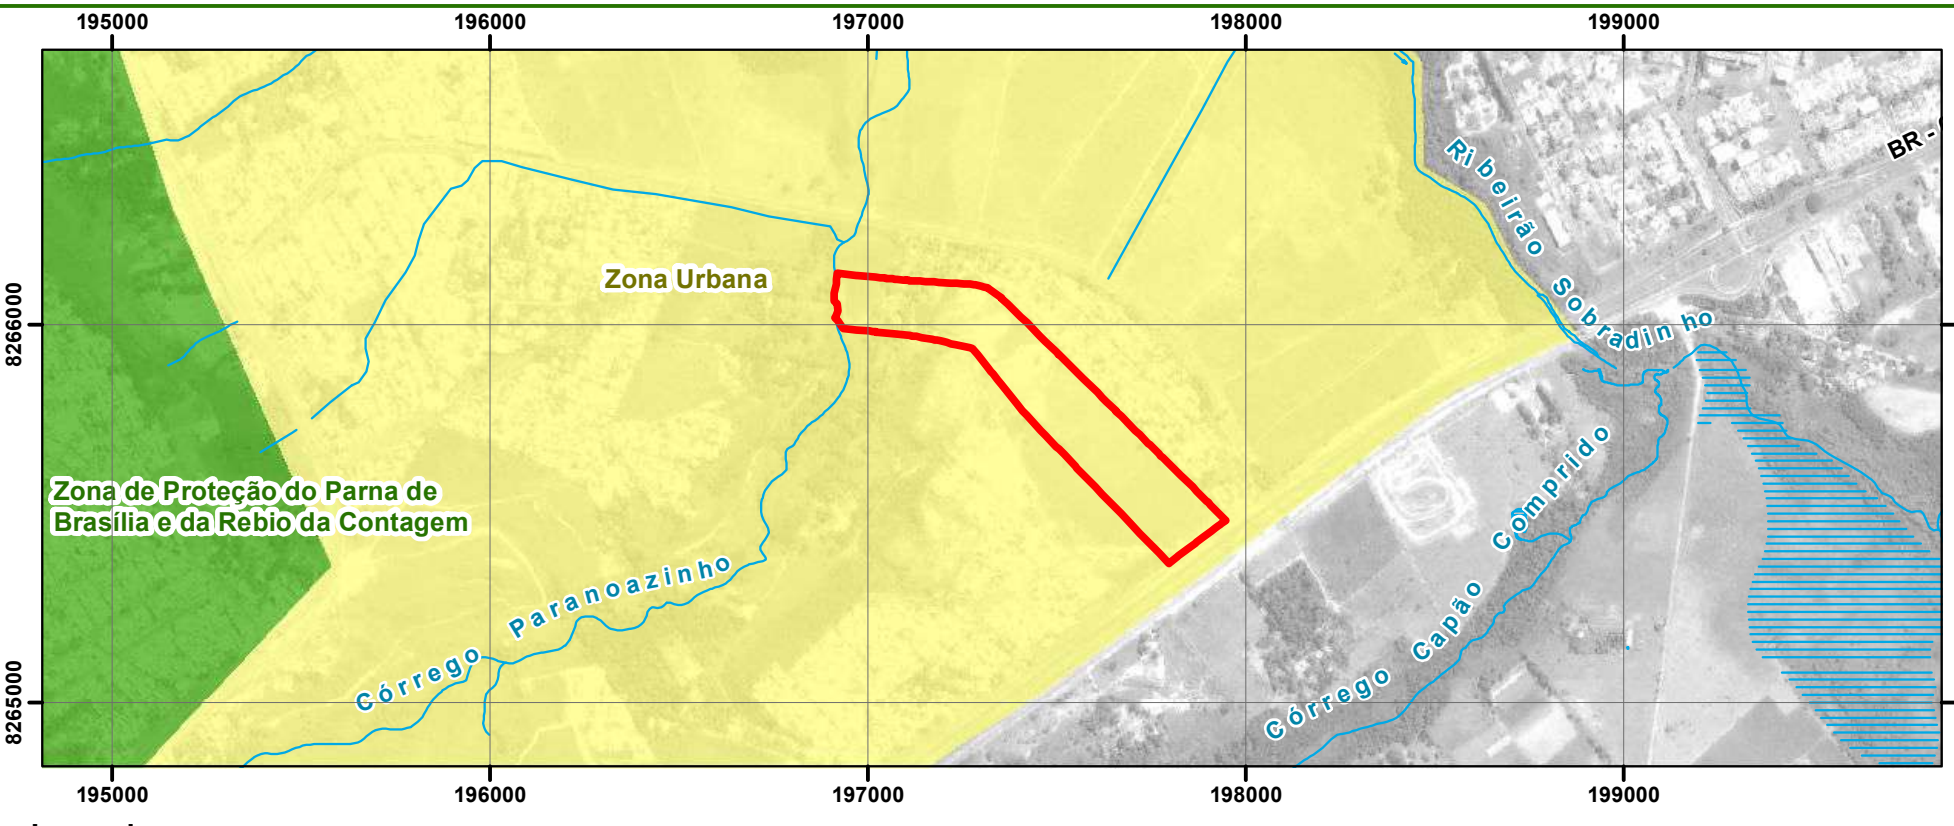 195000 196000 197000 198000 199000
BR -
Ribeirão Sobradinho
Zona Urbana
8266000
Zona de Proteção do Parna de
Brasília e da Rebio da Contagem
Córrego Paranoazinho
Córrego Capão Comprido
8265000
195000 196000 197000 198000 199000